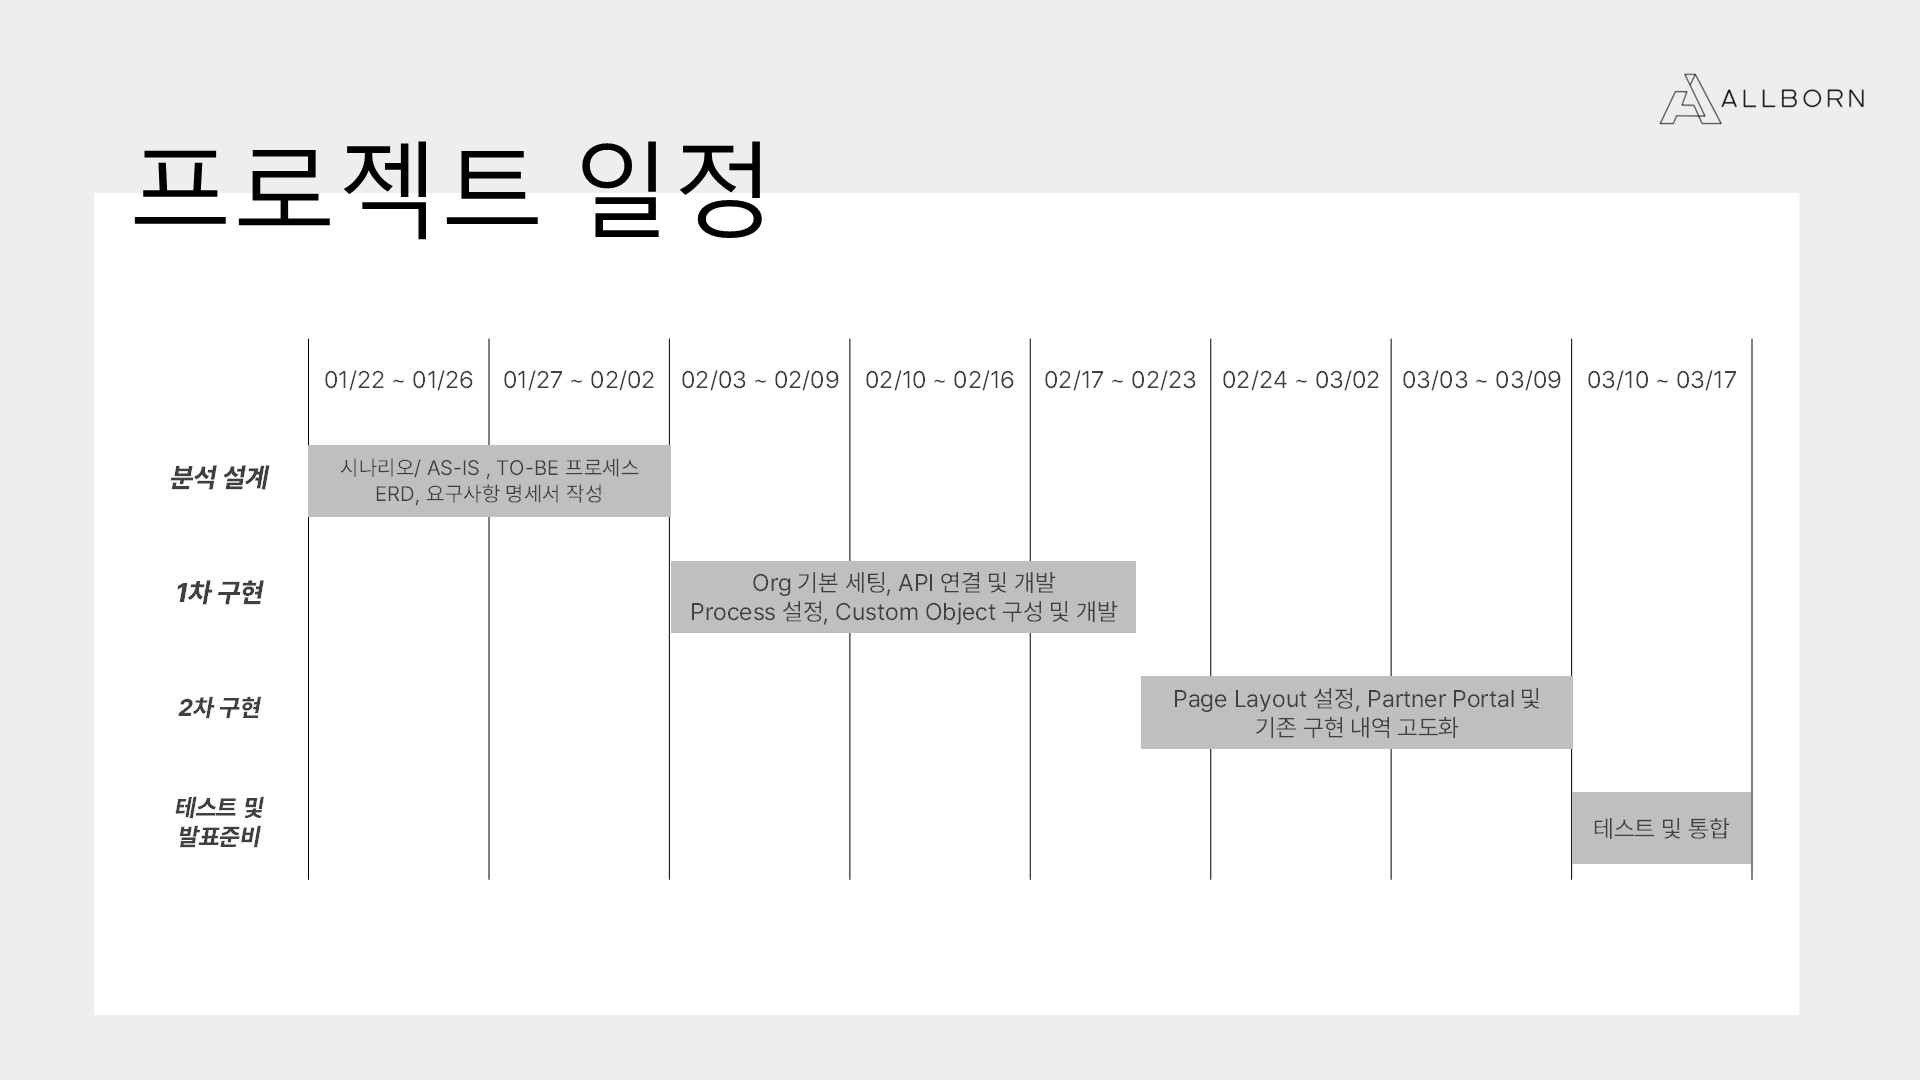 ALLBORN
프로젝트 일정
01/22 ~ 01/26
01/27 ~ 02/02
02/03 ~ 02/09
02/10 ~ 02/16
02/17 ~ 02/23
02/24 ~ 03/02
03/03 ~ 03/09
03/10 ~ 03/17
분석 설계
시나리오/ AS-IS , TO-BE 프로세스
ERD, 요구사항 명세서 작성
1차 구현
Org 기본 세팅, API 연결 및 개발
Process 설정, Custom Object 구성 및 개발
2차 구현
Page Layout 설정, Partner Portal 및
기존 구현 내역 고도화
테스트 및
발표준비
테스트 및 통합